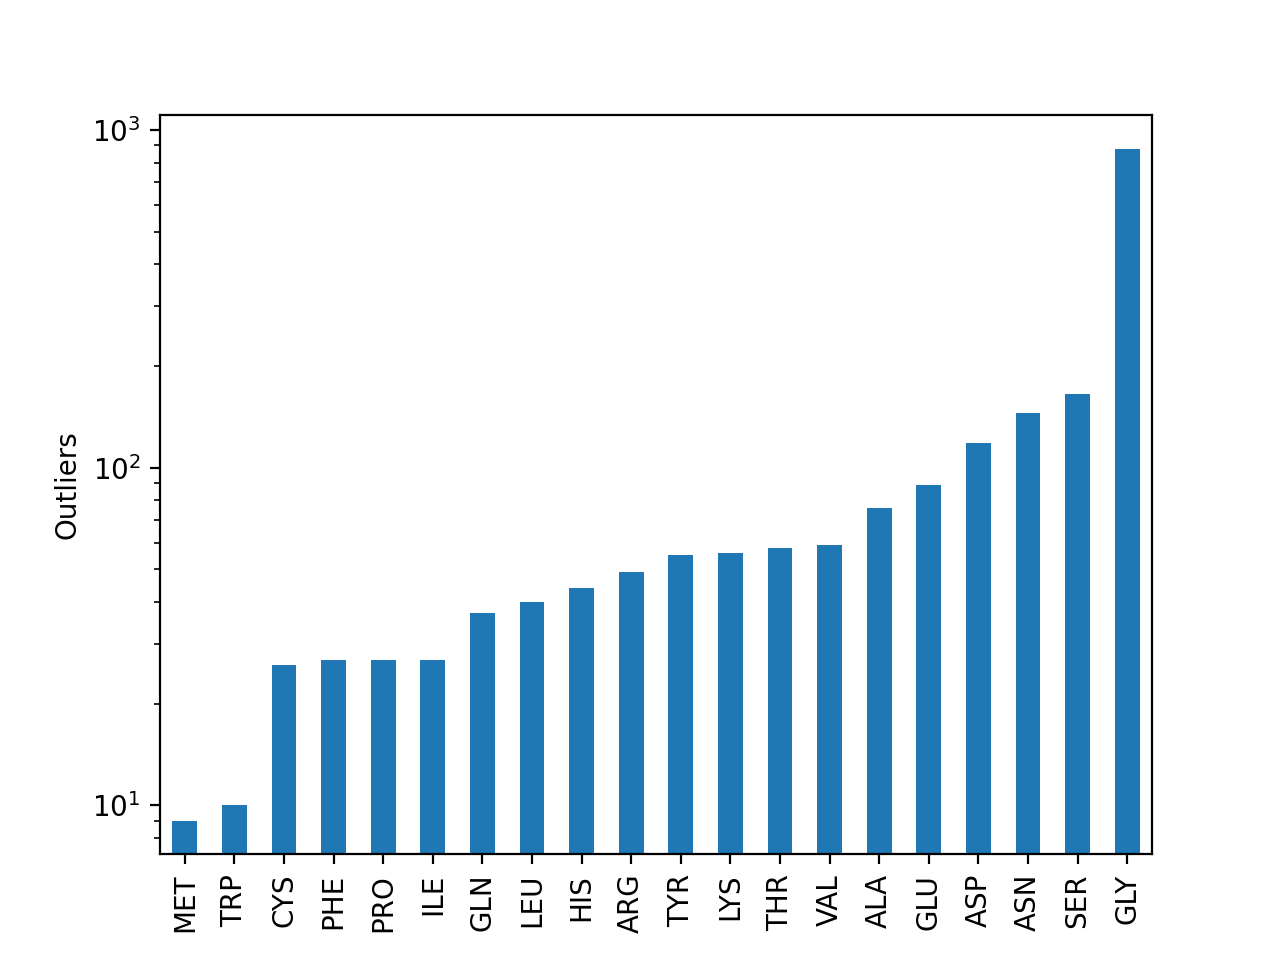 10³
10²
10¹
Outliers
MET
TRP
CYS
PHE
PRO
ILE
GLN
LEU
HIS
ARG
TYR
LYS
THR
VAL
ALA
GLU
ASP
ASN
SER
GLY